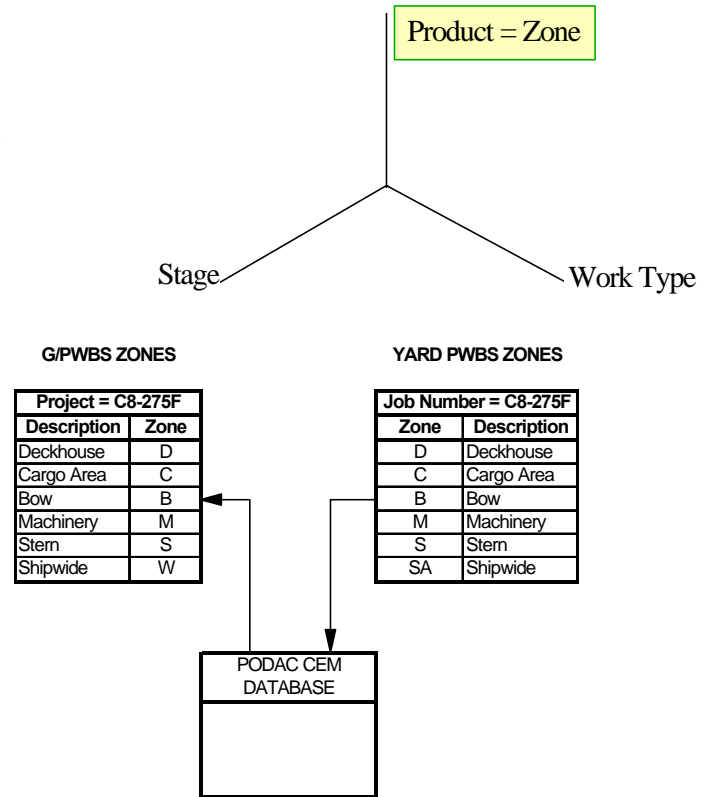 Product = Zone
Stage
Work Type
G/PWBS ZONES
YARD PWBS ZONES
Project = C8-275F
Description Zone
Deckhouse D
Cargo Area C
Bow B
Machinery M
Stern S
Shipwide W
Job Number = C8-275F
Zone Description
D Deckhouse
C Cargo Area
B Bow
M Machinery
S Stern
SA Shipwide
PODAC CEM
DATABASE